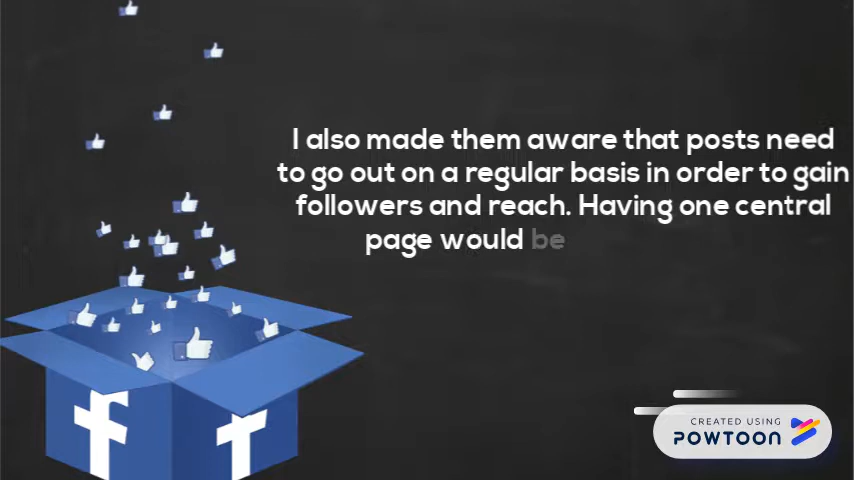 I also made them aware that posts need
to go out on a regular basis in order to gain
followers and reach. Having one central
page would be
CREATED USING
POWTOON